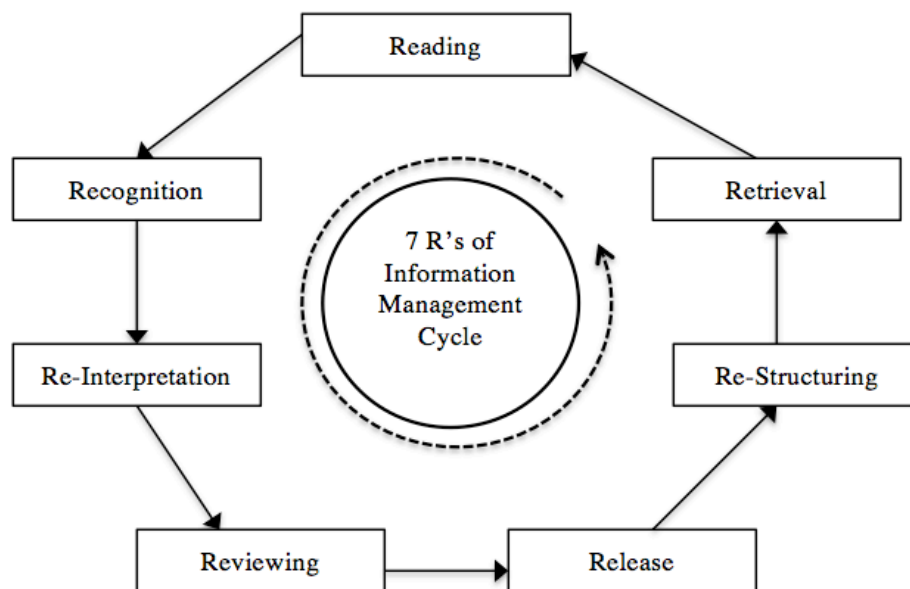 Reading
Recognition
Retrieval
7 R's of
Information
Management
Cycle
Re-Interpretation
Re-Structuring
Reviewing
Release